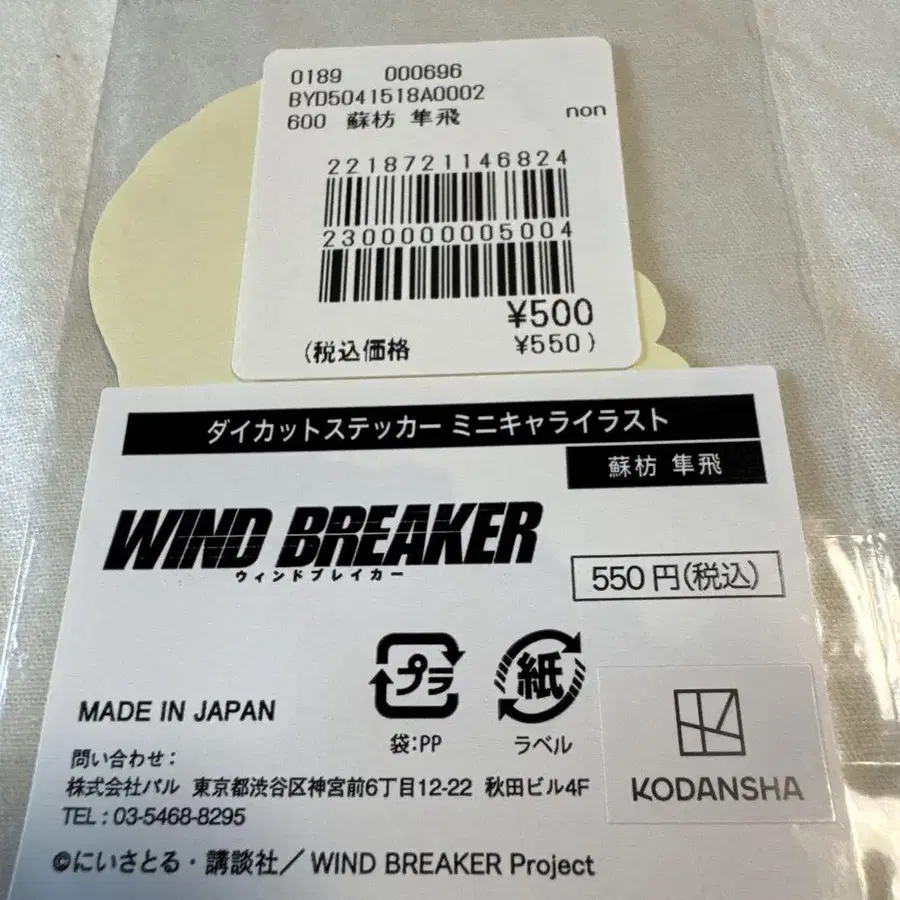 0189 000696
BYD5041518A0002
600 蘇枋 隼飛 non
2218721146824
2300000005004
¥500
(税込価格 ¥550)
ダイカットステッカー ミニキャライラスト
蘇枋 隼飛
WIND BREAKER
ウィンドブレイカー
550円(税込)
プラ
紙
袋:PP
ラベル
MADE IN JAPAN
KODANSHA
問い合わせ:
株式会社パル 東京都渋谷区神宮前6丁目12-22 秋田ビル4F
TEL : 03-5468-8295
©にいさとる・講談社/ WIND BREAKER Project